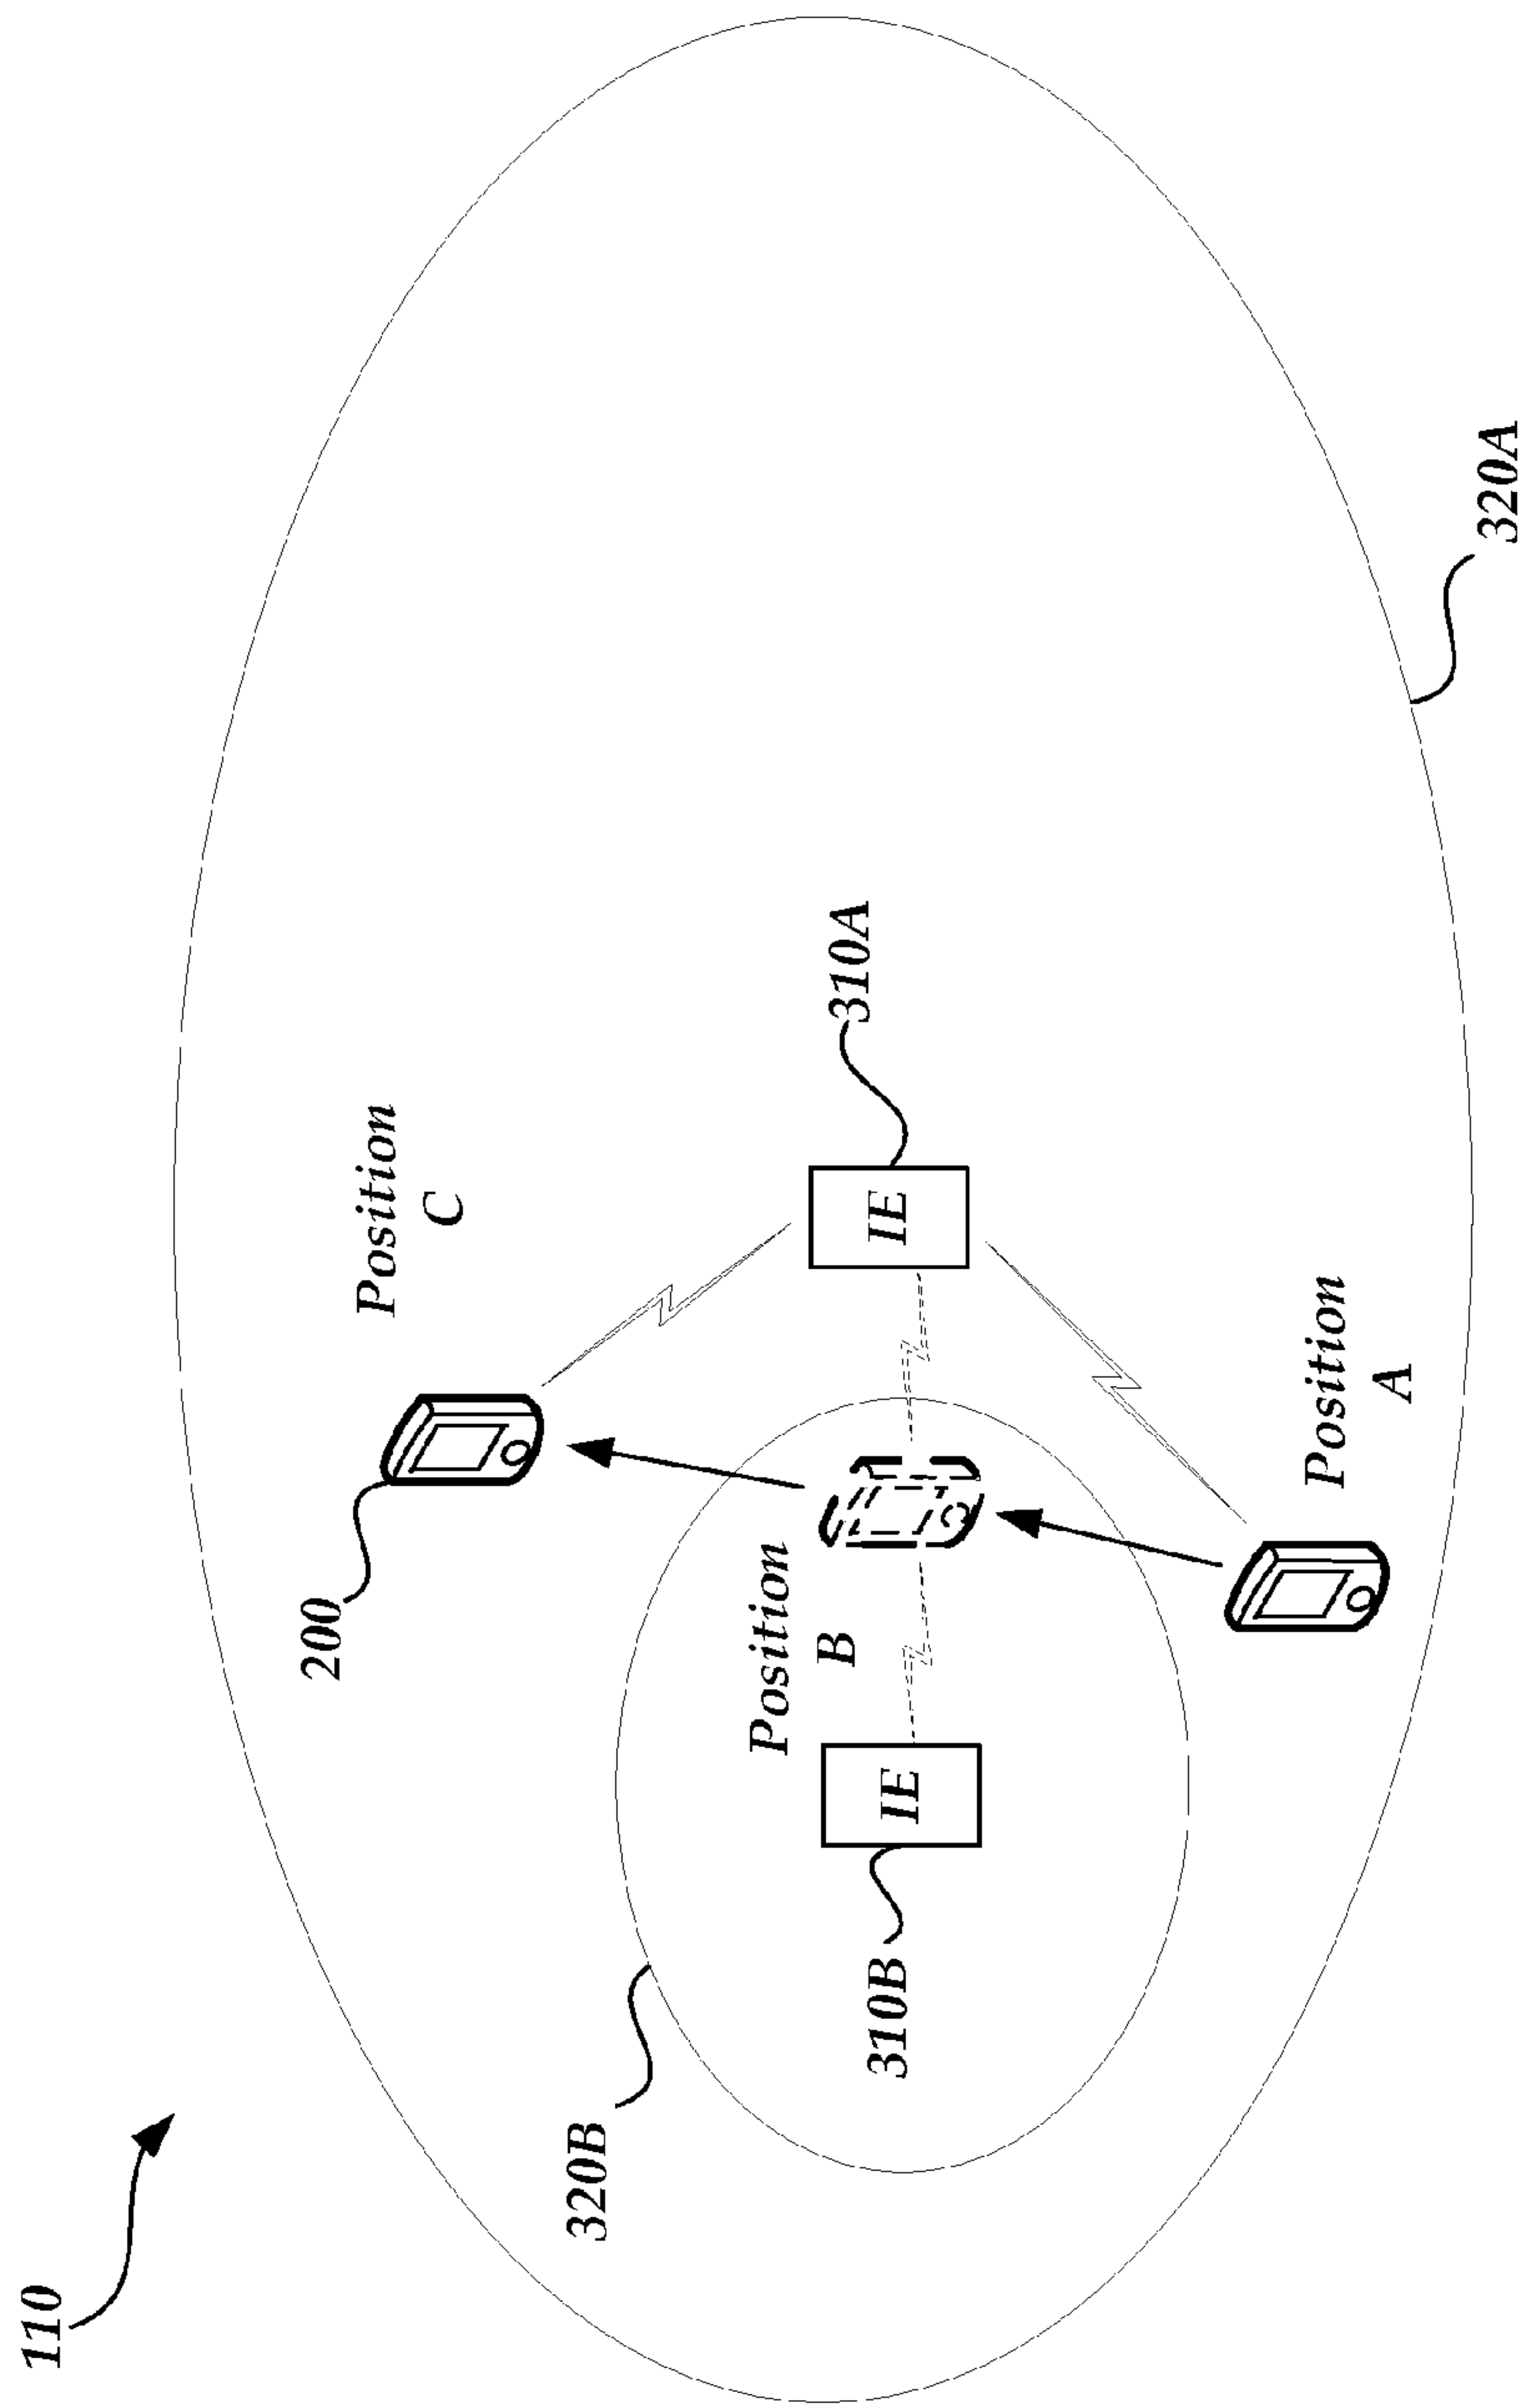 110
320B
310B
IE
200
Position
B
Position
C
Position
A
IE
310A
320A